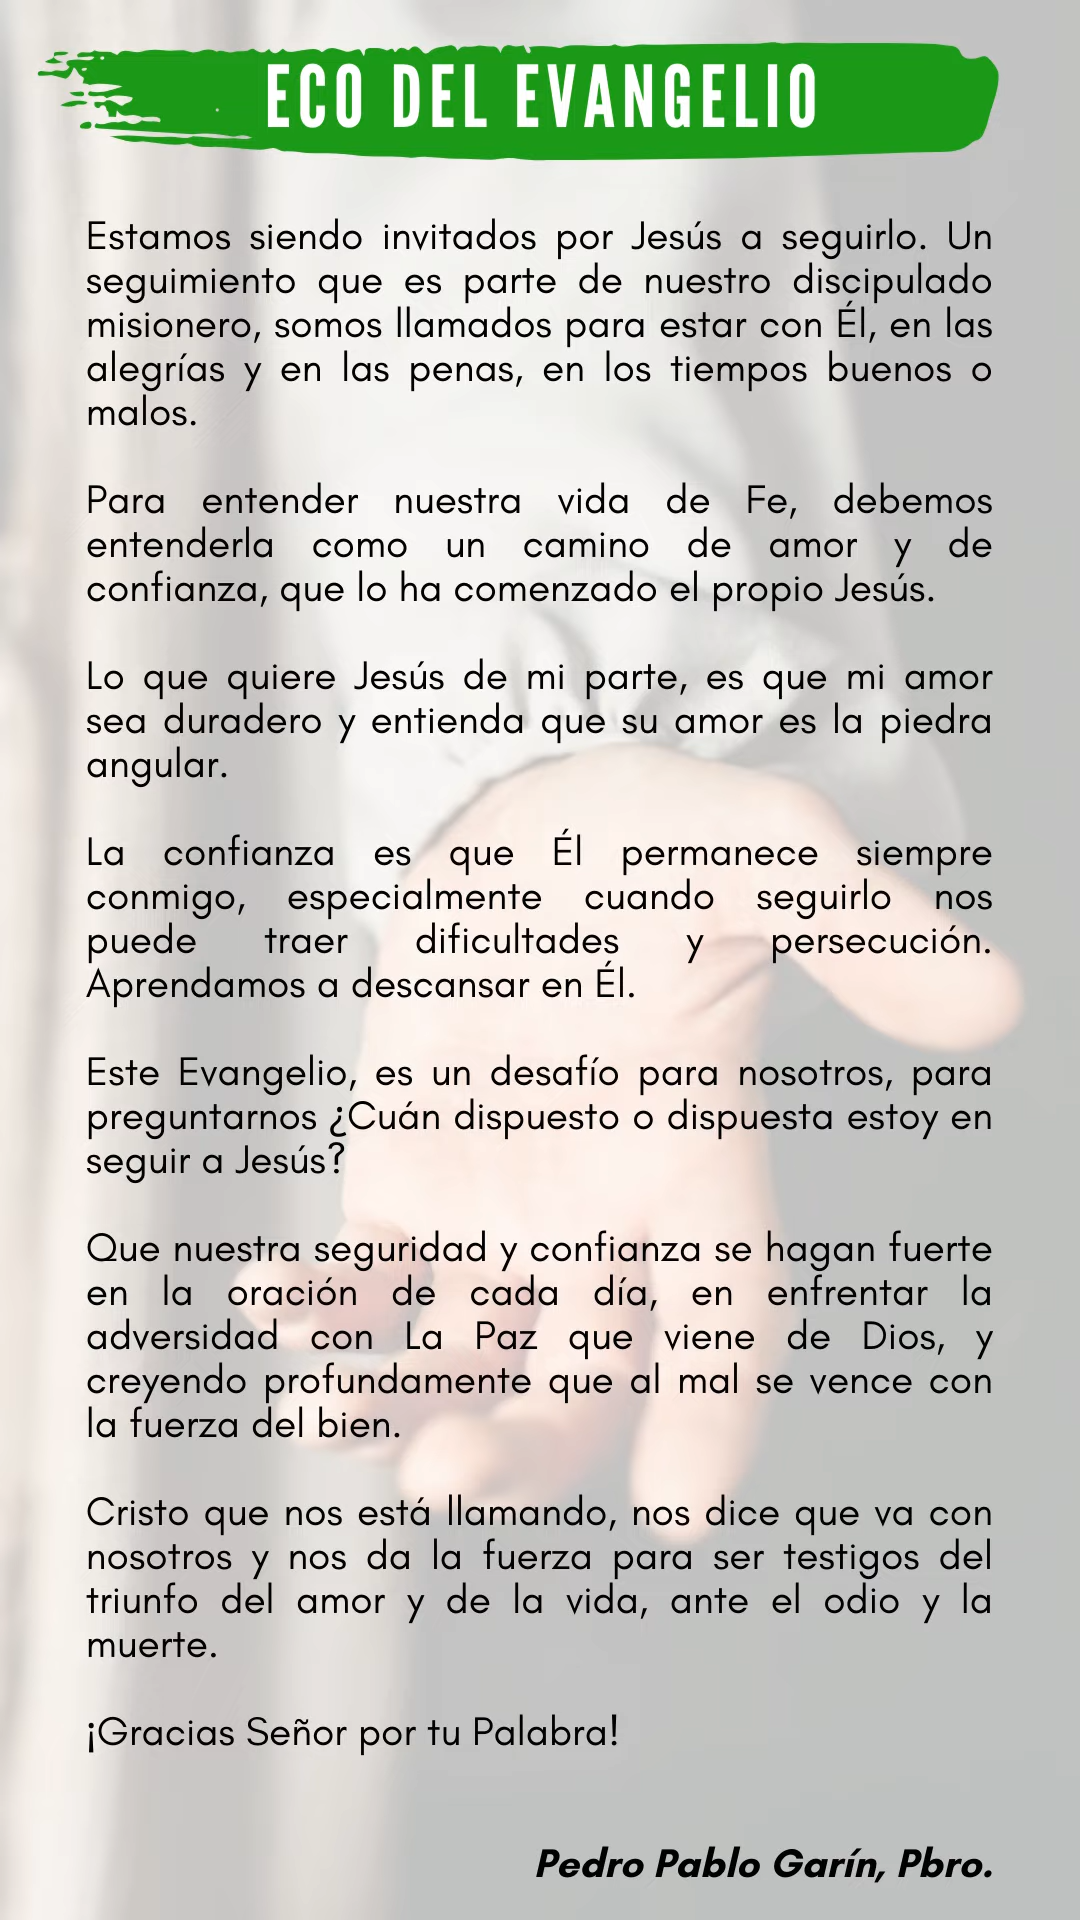 ECO DEL EVANGELIO
Estamos siendo invitados por Jesús a seguirlo. Un
seguimiento que es parte de nuestro discipulado
misionero, somos llamados para estar con Él, en las
alegrías y en las penas, en los tiempos buenos o
malos.
Para entender nuestra vida de Fe, debemos
entenderla como un camino de amor y de
confianza, que lo ha comenzado el propio Jesús.
Lo que quiere Jesús de mi parte, es que mi amor
sea duradero y entienda que su amor es la piedra
angular.
La confianza es que Él permanece siempre
conmigo, especialmente cuando seguirlo nos
puede traer dificultades y persecución.
Aprendamos a descansar en Él.
Este Evangelio, es un desafío para nosotros, para
preguntarnos ¿Cuán dispuesto o dispuesta estoy en
seguir a Jesús?
Que nuestra seguridad y confianza se hagan fuerte
en la oración de cada día, en enfrentar la
adversidad con La Paz que viene de Dios, y
creyendo profundamente que al mal se vence con
la fuerza del bien.
Cristo que nos está llamando, nos dice que va con
nosotros y nos da la fuerza para ser testigos del
triunfo del amor y de la vida, ante el odio y la
muerte.
¡Gracias Señor por tu Palabra!
Pedro Pablo Garín, Pbro.